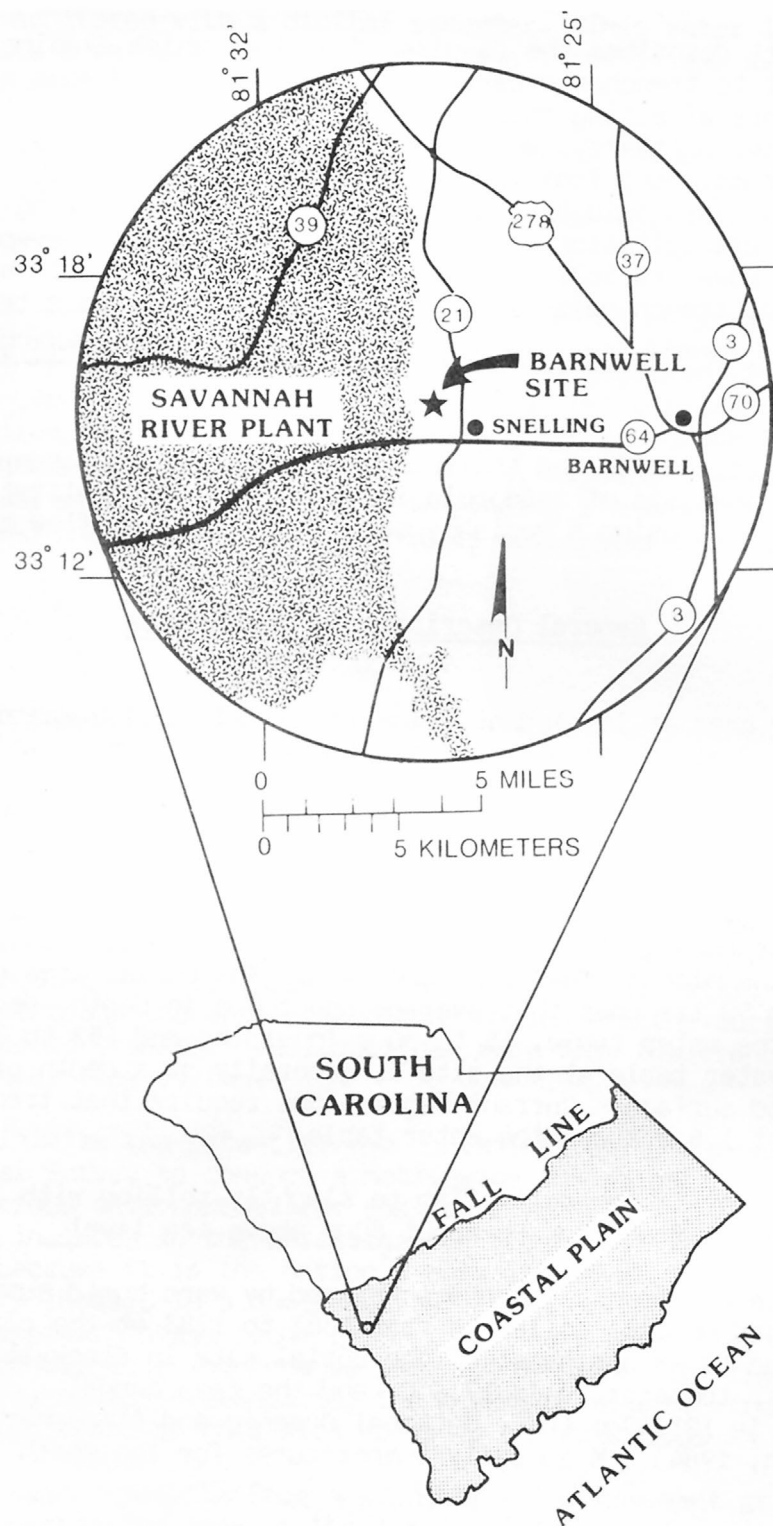 81° 32'
81° 25'
39
278
37
33° 18'
21
3
BARNWELL
SITE
70
SAVANNAH
RIVER PLANT
SNELLING
64
BARNWELL
33° 12'
3
N
0 5 MILES
0 5 KILOMETERS
SOUTH
CAROLINA
FALL LINE
COASTAL PLAIN
ATLANTIC OCEAN